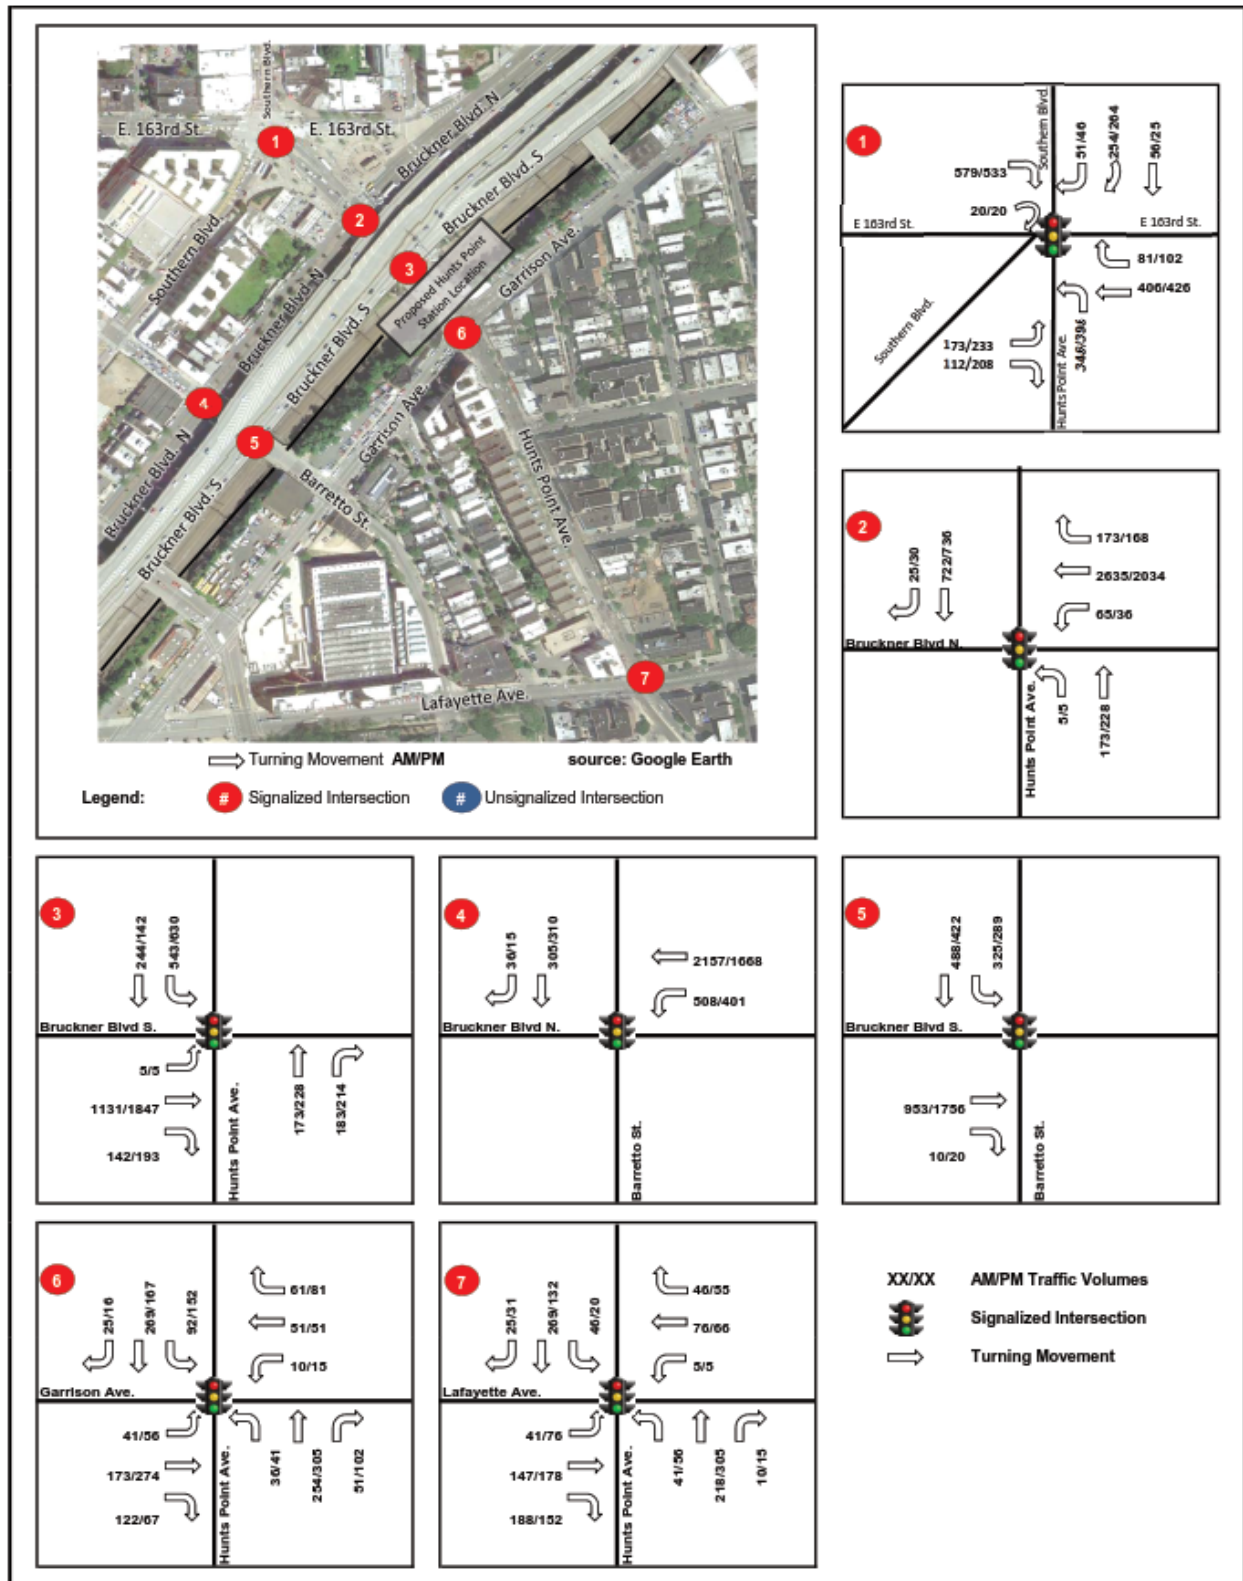 Southern Blvd.
E. 163rd St.
E. 163rd St.
1
Bruckner Blvd. N
2
Bruckner Blvd. S
3
Southern Blvd.
Proposed Hunts Point
Station Location
Garrison Ave.
Bruckner Blvd. N
6
Bruckner Blvd. S
4
Garrison Ave.
5
Hunts Point Ave.
Bruckner Blvd. N
Barretto St.
Bruckner Blvd. S
7
Lafayette Ave.
Turning Movement AM/PM
source: Google Earth
Legend:
# Signalized Intersection
# Unsignalized Intersection
1
Southern Blvd.
51/46
254/264
56/25
579/533
20/20
E 163rd St.
E 163rd St.
81/102
406/426
Southern Blvd.
173/233
112/208
Hunts Point Ave.
2
25/30
722/736
173/168
2635/2034
65/36
Bruckner Blvd N.
Hunts Point Ave.
5/5
173/228
3
244/142
543/630
Bruckner Blvd S.
5/5
1131/1847
142/193
Hunts Point Ave.
173/228
183/214
4
36/15
305/310
2157/1668
508/401
Bruckner Blvd N.
Barretto St.
5
488/422
325/289
Bruckner Blvd S.
953/1756
10/20
Barretto St.
6
25/16
269/167
92/152
61/81
51/51
10/15
Garrison Ave.
41/56
173/274
122/67
Hunts Point Ave.
36/41
254/305
51/102
7
25/31
269/132
46/20
46/55
76/66
5/5
Lafayette Ave.
41/76
147/178
188/152
Hunts Point Ave.
41/56
218/305
10/15
XX/XX AM/PM Traffic Volumes
Signalized Intersection
Turning Movement